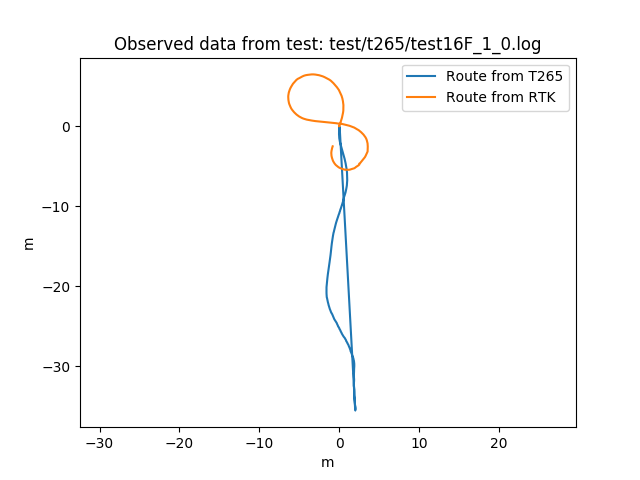 Observed data from test: test/t265/test16F_1_0.log
Route from T265
Route from RTK
0
−10
−20
−30
m
−30
−20
−10
0
10
20
m